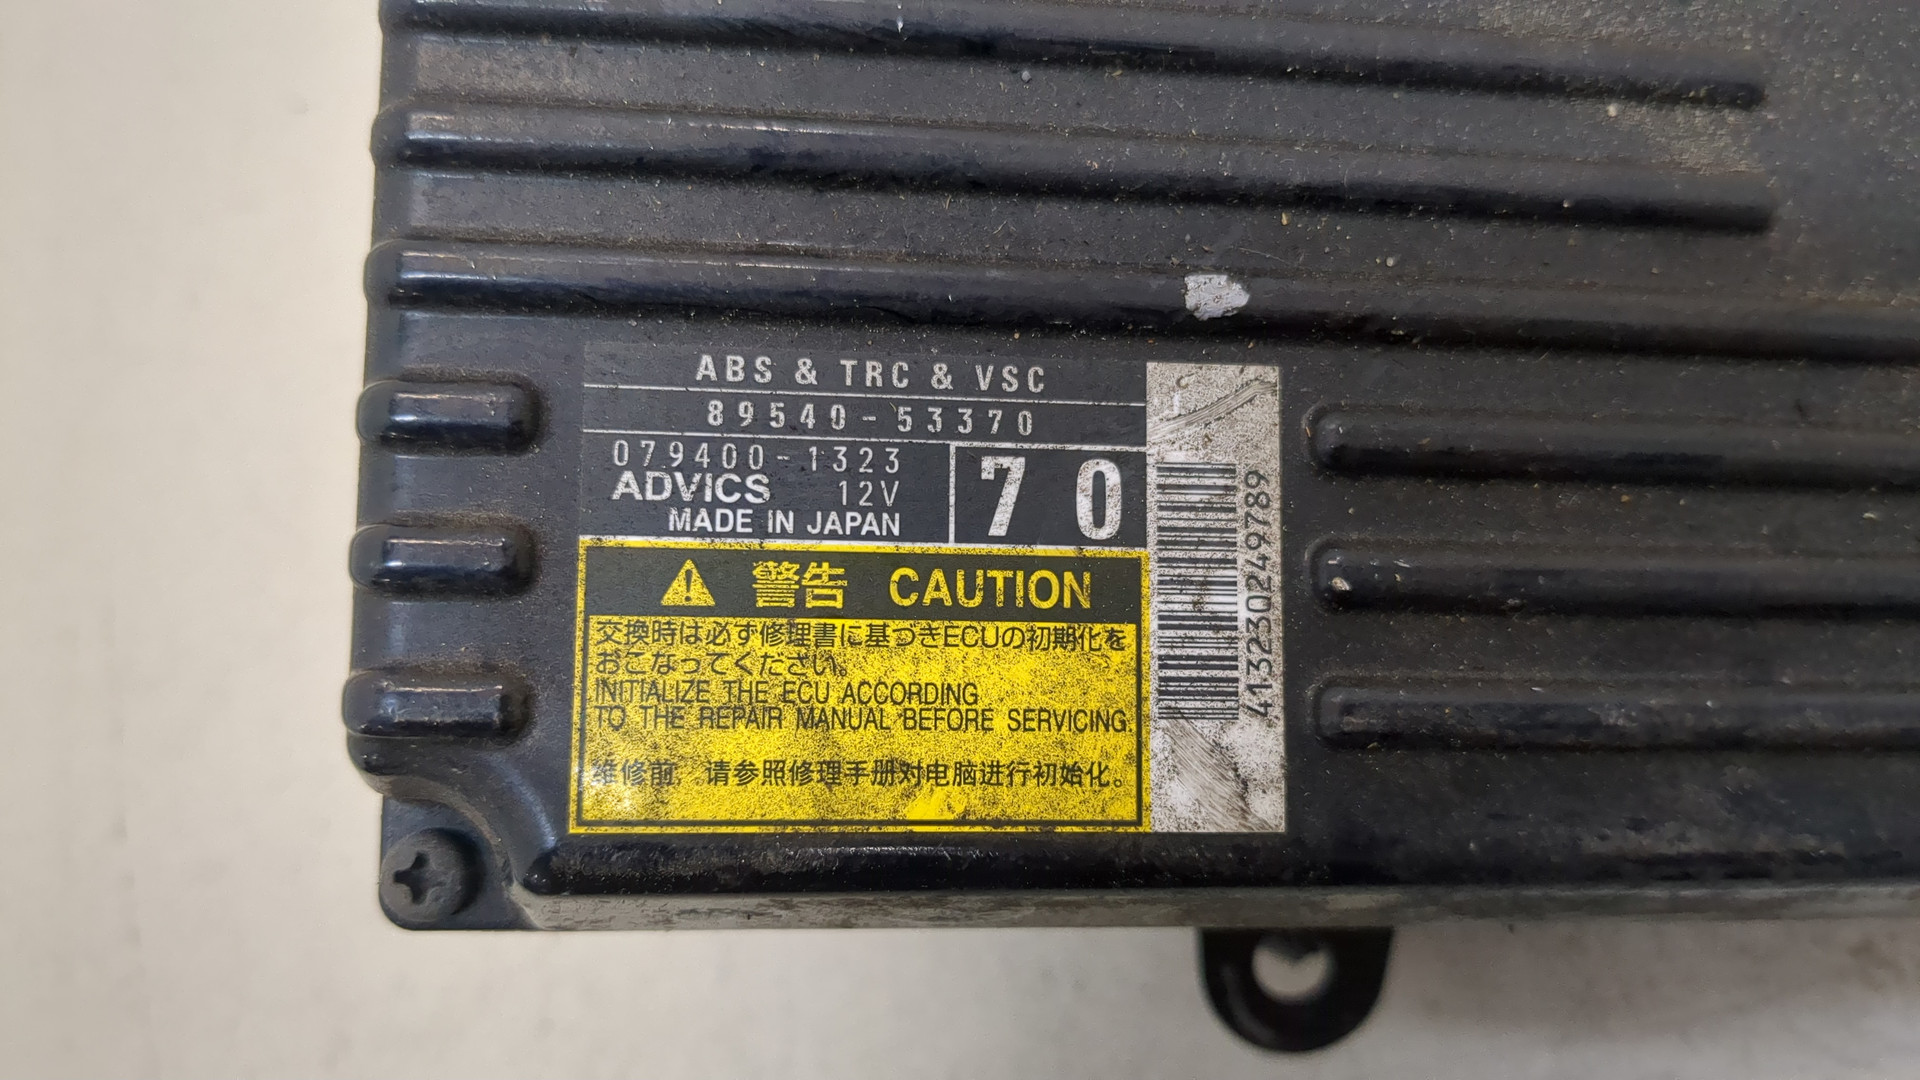 ABS & TRC & VSC
89540-53370
079400-1323
ADVICS 12V
MADE IN JAPAN
70
警告 CAUTION
交換時は必ず修理書に基づきECUの初期化を
おこなってください。
INITIALIZE THE ECU ACCORDING
TO THE REPAIR MANUAL BEFORE SERVICING.
维修前，请参照修理手册对电脑进行初始化。
413230249789